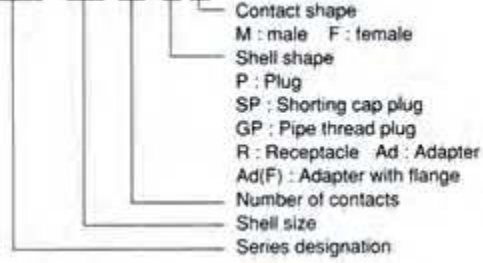 Contact shape
M : male F : female
Shell shape
P : Plug
SP : Shorting cap plug
GP : Pipe thread plug
R : Receptacle Ad : Adapter
Ad(F) : Adapter with flange
Number of contacts
Shell size
Series designation